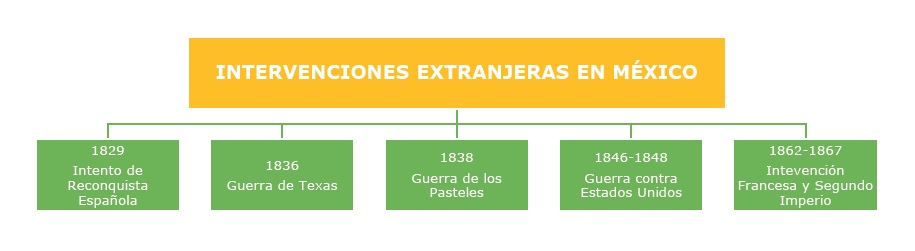 INTERVENCIONES EXTRANJERAS EN MÉXICO
1829
Intento de
Reconquista
Española
1836
Guerra de Texas
1838
Guerra de los
Pasteles
1846-1848
Guerra contra
Estados Unidos
1862-1867
Intevención
Francesa y Segundo
Imperio